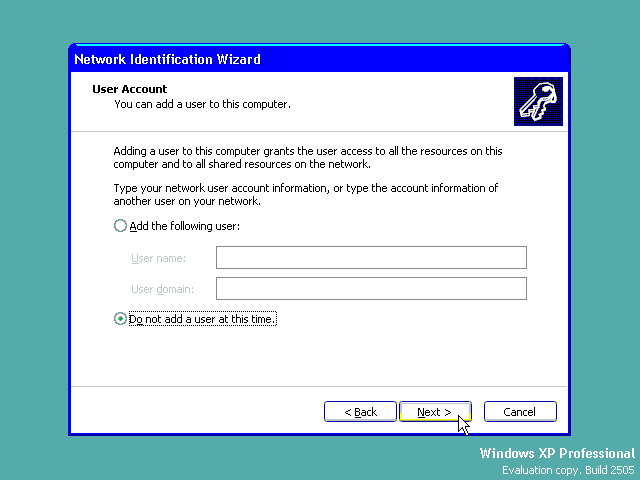 Network Identification Wizard
User Account
You can add a user to this computer.
Adding a user to this computer grants the user access to all the resources on this
computer and to all shared resources on the network.
Type your network user account information, or type the account information of
another user on your network.
Add the following user:
User name:
User domain:
Do not add a user at this time.
< Back
Next >
Cancel
Windows XP Professional
Evaluation copy. Build 2505